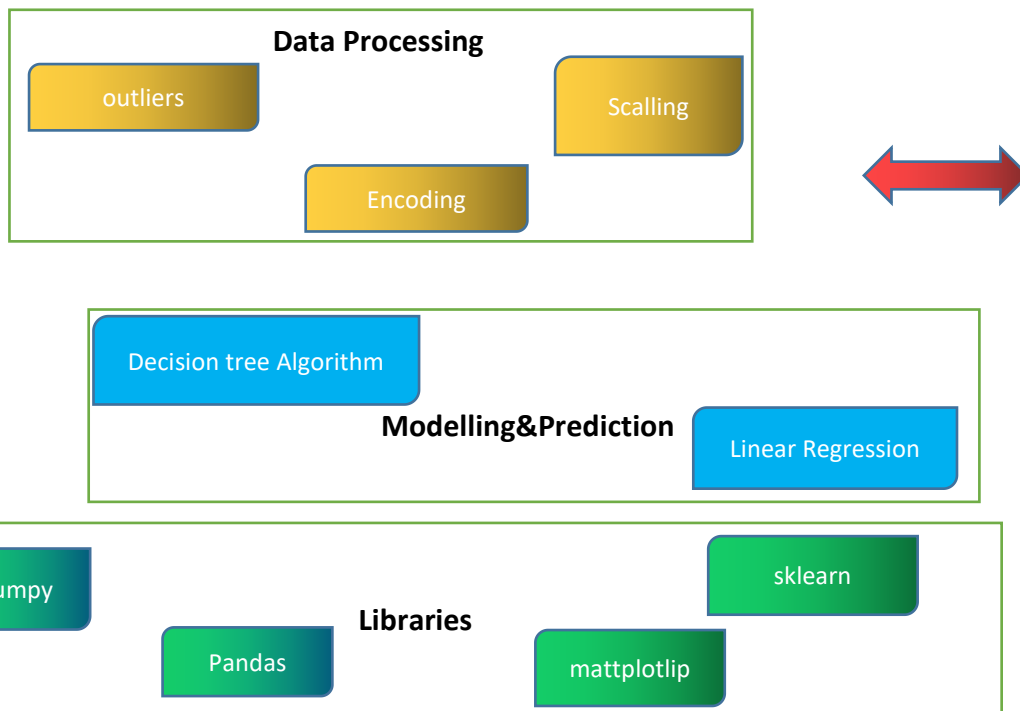 Data Processing
outliers
Scalling
Encoding
Decision tree Algorithm
Modelling&Prediction
Linear Regression
umpy
sklearn
Libraries
Pandas
mattplotlip